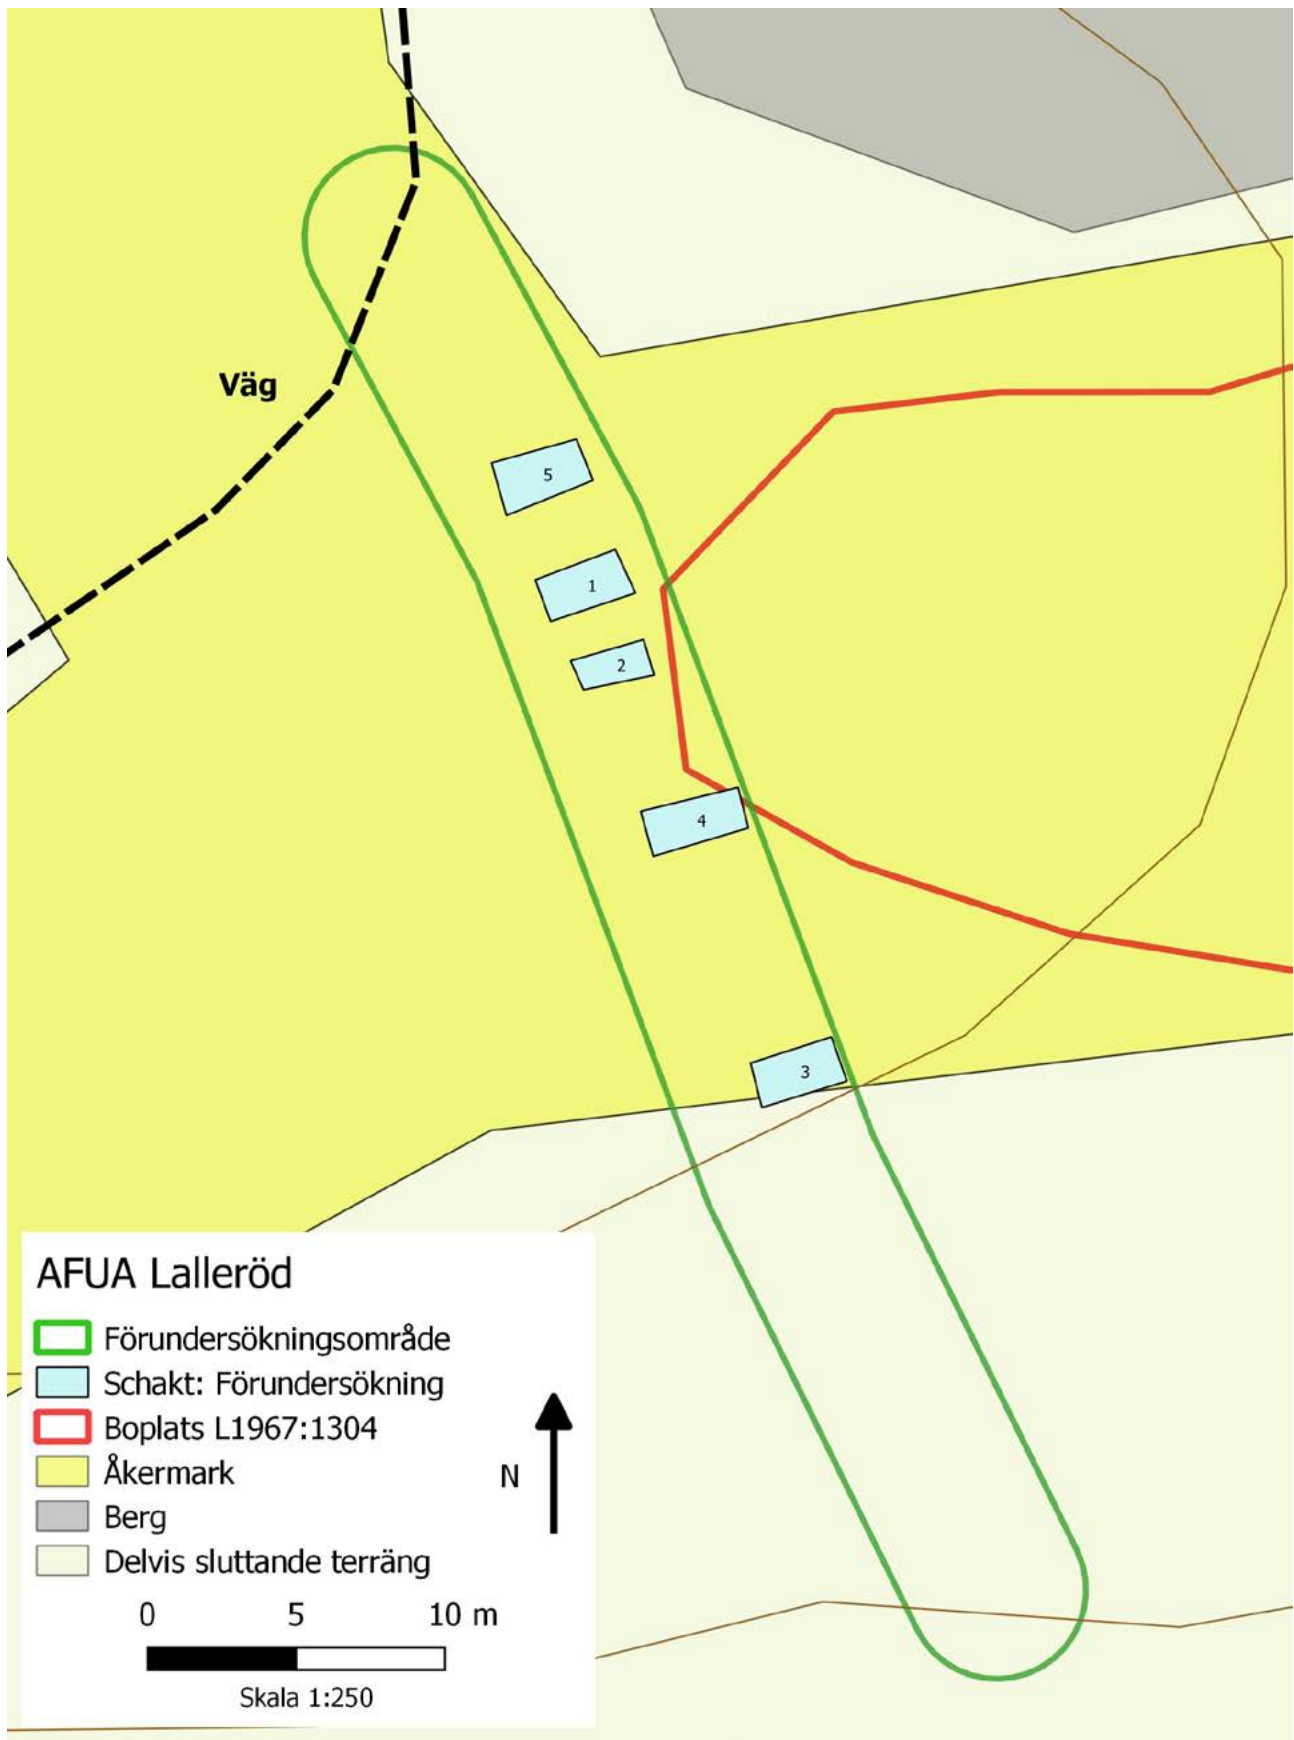 Väg
5
1
2
4
3
AFUA Lalleröd
Förundersökningsområde
Schakt: Förundersökning
Boplats L1967:1304
Åkermark
Berg
Delvis sluttande terräng
N
0 5 10 m
Skala 1:250